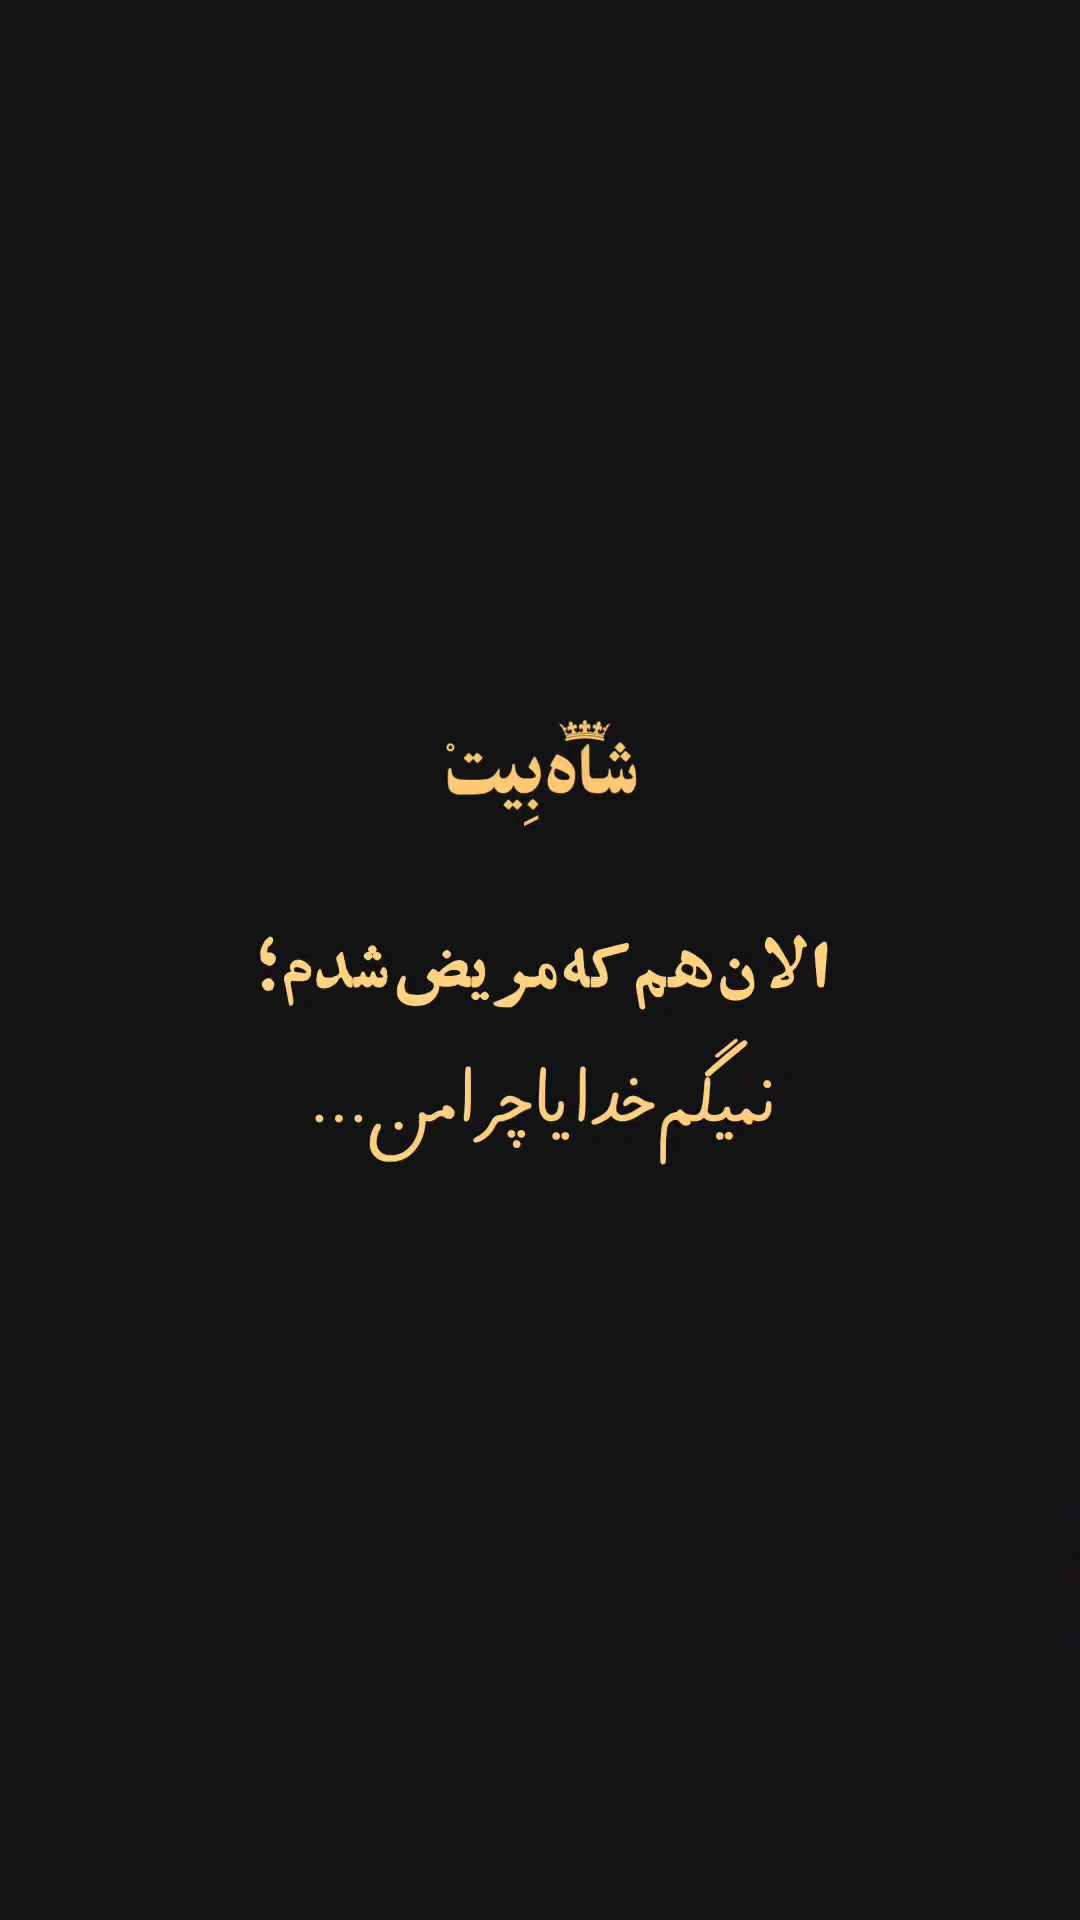 شاه بِیتْ
الان هم که مریض شدم؛
نمیگم خدایا چرا من...